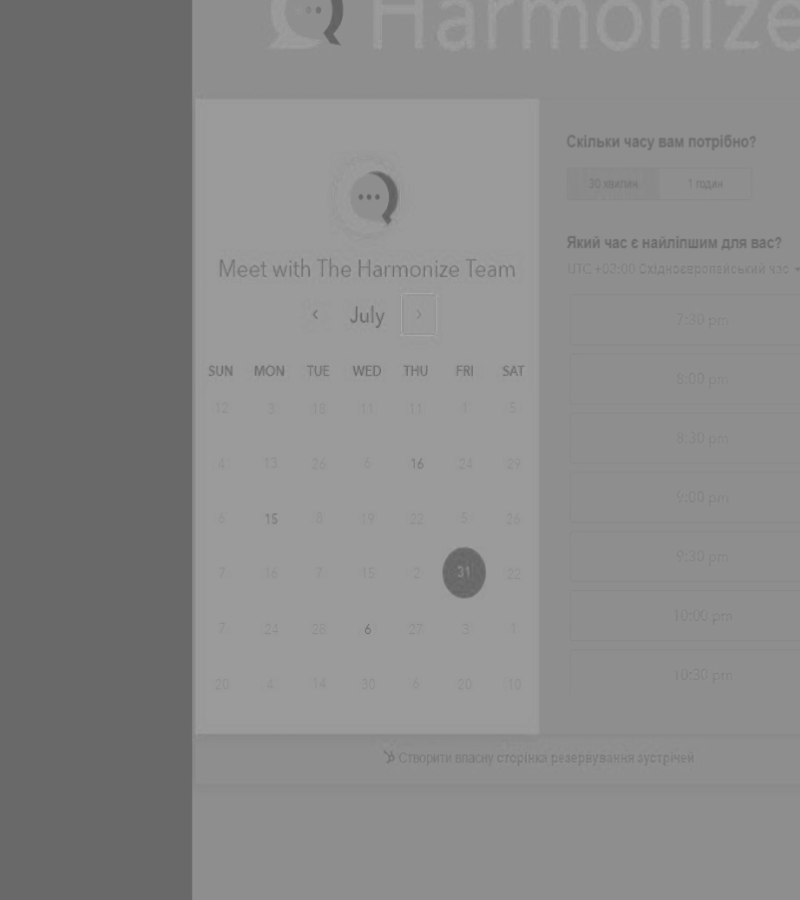 Harmonize
Meet with The Harmonize Team
‹ July ›
SUN MON TUE WED THU FRI SAT
12 3 18 11 11 4 5
4 13 26 6 16 24 29
6 15 8 19 22 5 26
7 16 7 15 2 31 22
7 24 28 6 27 3 1
20 4 14 30 6 20 10
Скільки часу вам потрібно?
30 хвилин 1 годин
Який час є найліпшим для вас?
UTC +03:00 Східноєвропейський час
7:30 pm
8:00 pm
8:30 pm
9:00 pm
9:30 pm
10:00 pm
10:30 pm
Створити власну сторінка резервування зустрічей